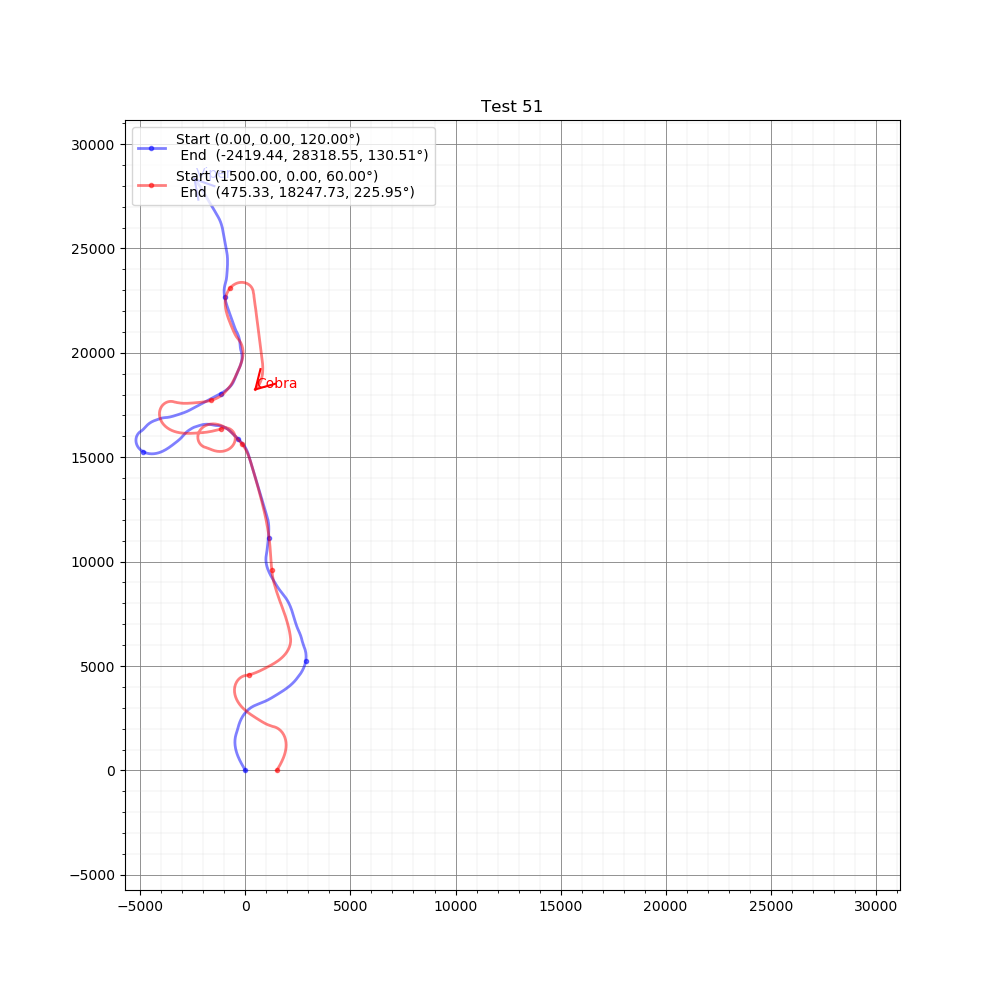 Test 51
Start (0.00, 0.00, 120.00°)
End (-2419.44, 28318.55, 130.51°)
Start (1500.00, 0.00, 60.00°)
End (475.33, 18247.73, 225.95°)
30000
25000
20000
15000
10000
5000
0
−5000
Cobra
−5000 0 5000 10000 15000 20000 25000 30000